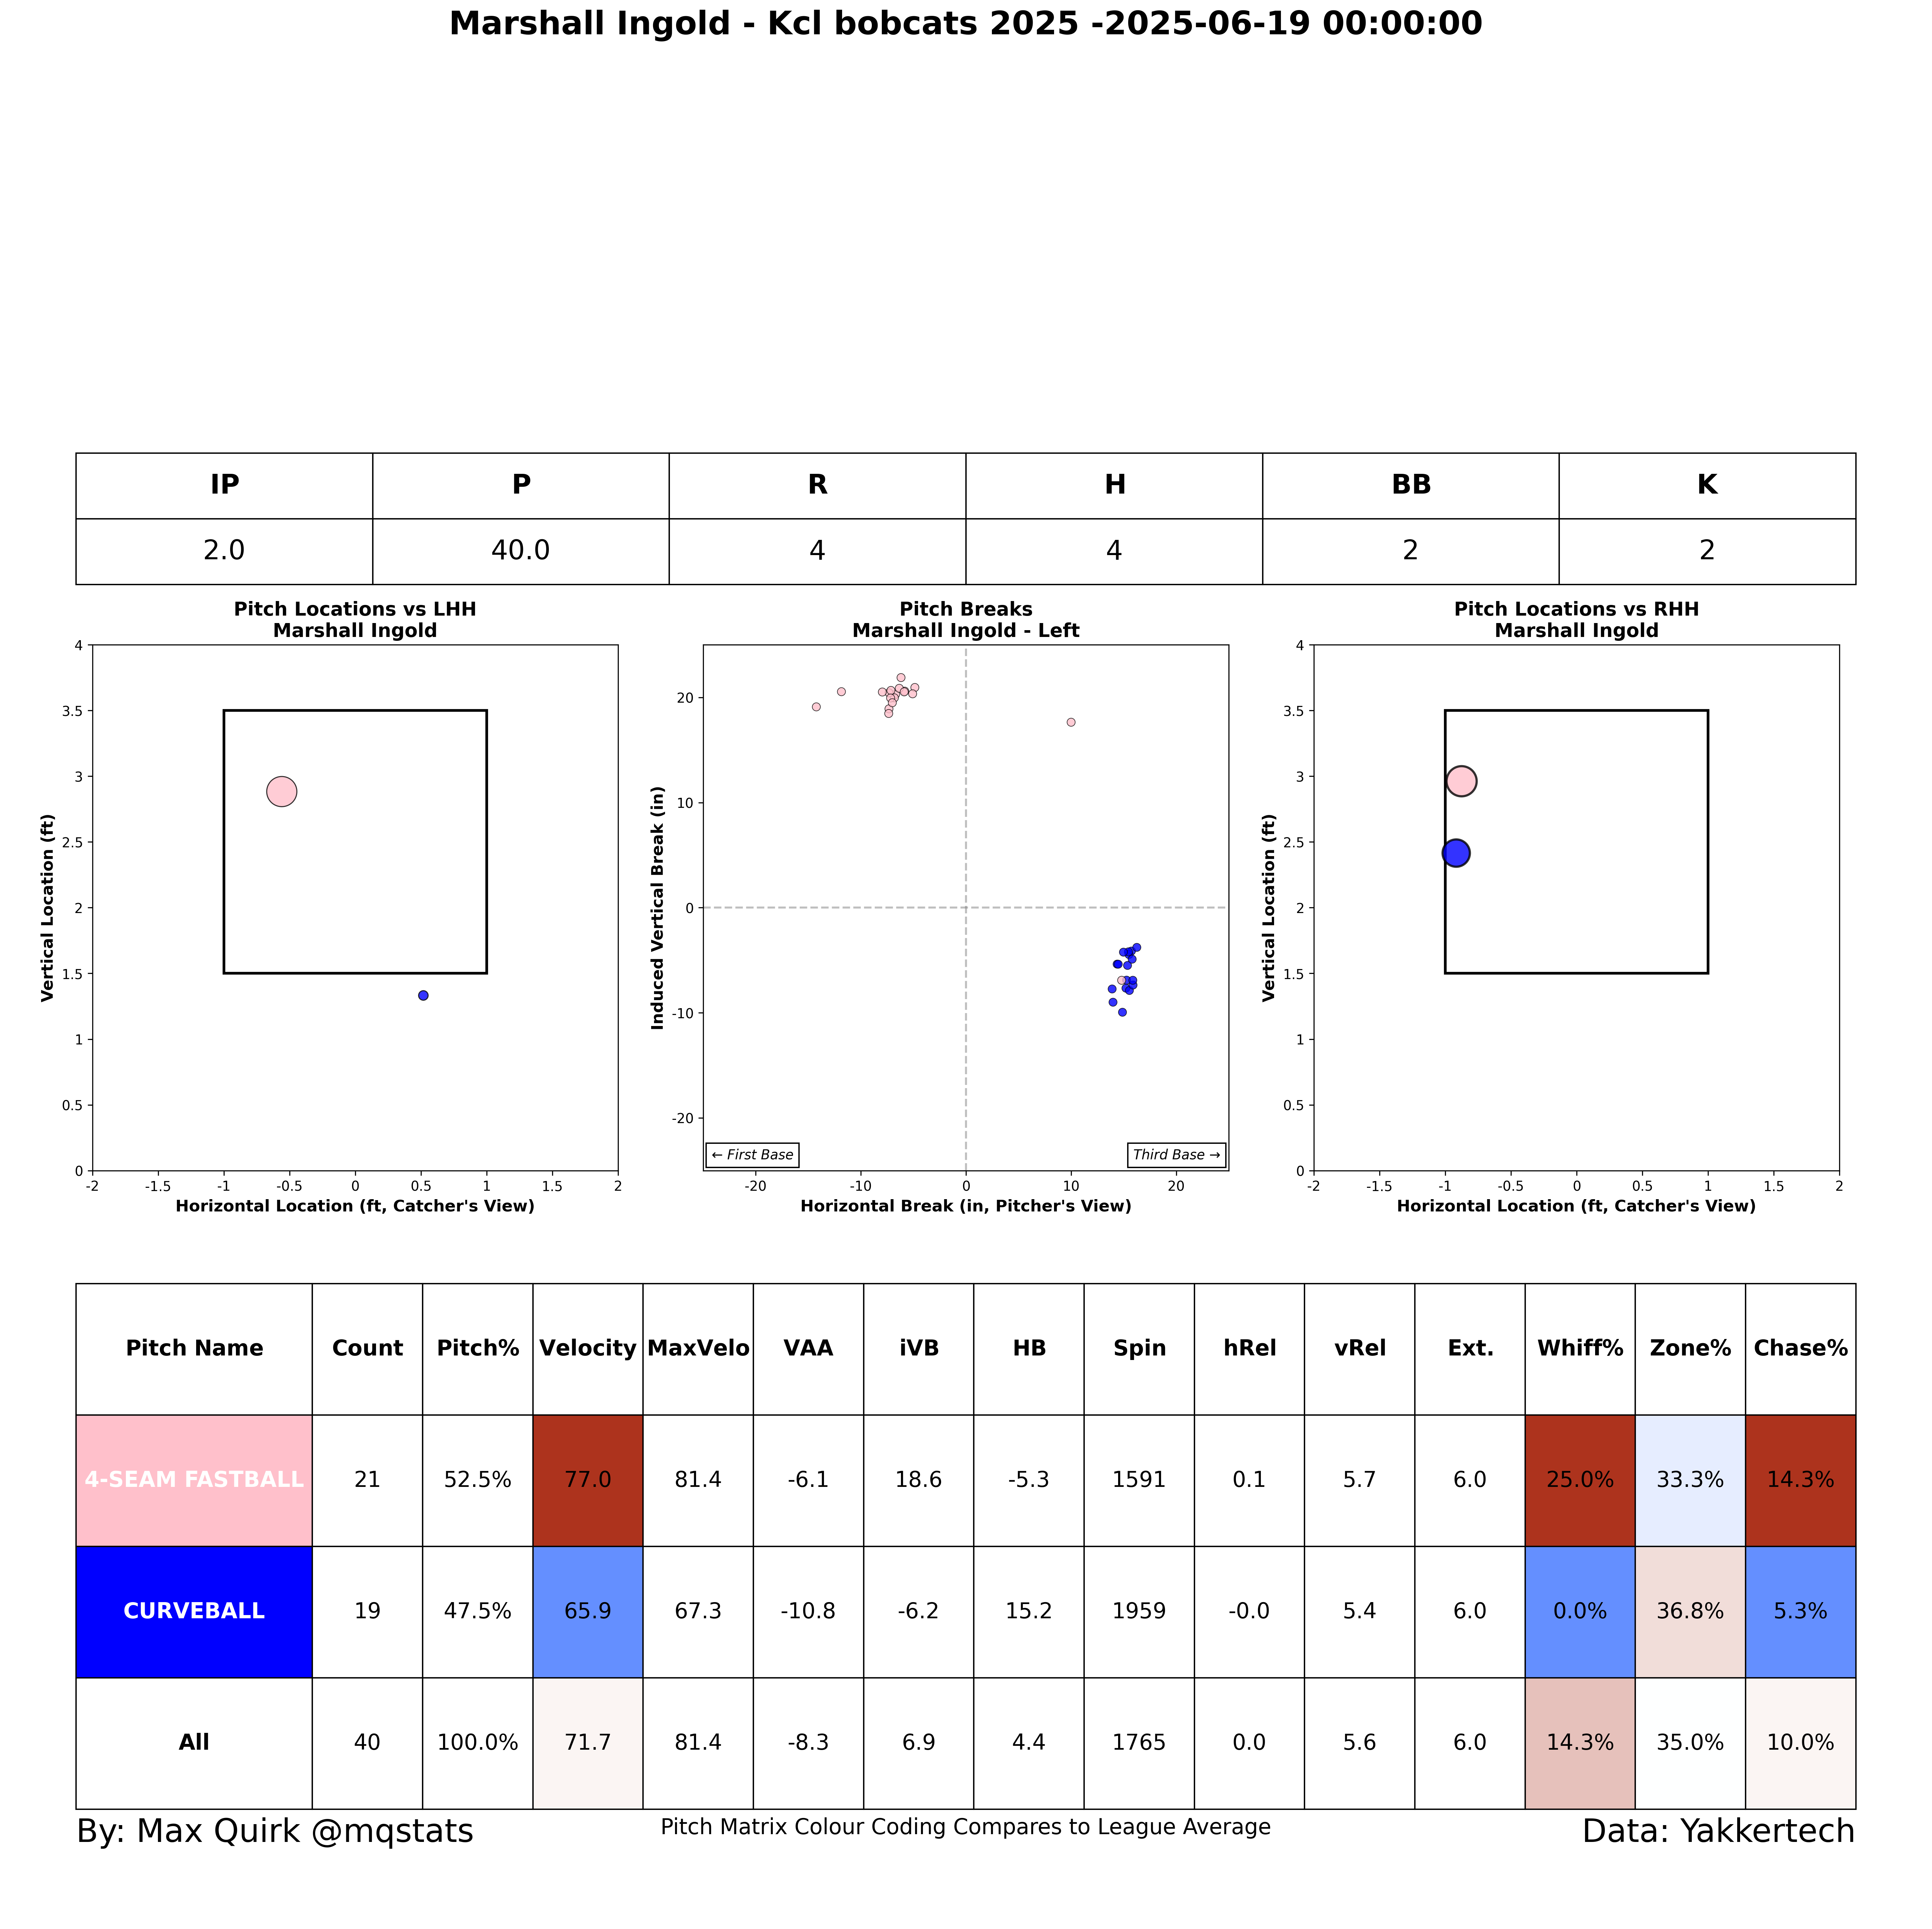 Marshall Ingold - Kcl bobcats 2025 -2025-06-19 00:00:00
IP P R H BB K
2.0 40.0 4 4 2 2
Pitch Locations vs LHH
Marshall Ingold
4
3.5
3
2.5
2
1.5
1
0.5
0
-2 -1.5 -1 -0.5 0 0.5 1 1.5 2
Vertical Location (ft)
Horizontal Location (ft, Catcher's View)
Pitch Breaks
Marshall Ingold - Left
20
10
0
-10
-20
← First Base Third Base →
-20 -10 0 10 20
Induced Vertical Break (in)
Horizontal Break (in, Pitcher's View)
Pitch Locations vs RHH
Marshall Ingold
4
3.5
3
2.5
2
1.5
1
0.5
0
-2 -1.5 -1 -0.5 0 0.5 1 1.5 2
Vertical Location (ft)
Horizontal Location (ft, Catcher's View)
Pitch Name Count Pitch% Velocity MaxVelo VAA iVB HB Spin hRel vRel Ext. Whiff% Zone% Chase%
4-SEAM FASTBALL 21 52.5% 77.0 81.4 -6.1 18.6 -5.3 1591 0.1 5.7 6.0 25.0% 33.3% 14.3%
CURVEBALL 19 47.5% 65.9 67.3 -10.8 -6.2 15.2 1959 -0.0 5.4 6.0 0.0% 36.8% 5.3%
All 40 100.0% 71.7 81.4 -8.3 6.9 4.4 1765 0.0 5.6 6.0 14.3% 35.0% 10.0%
By: Max Quirk @mqstats Pitch Matrix Colour Coding Compares to League Average Data: Yakkertech